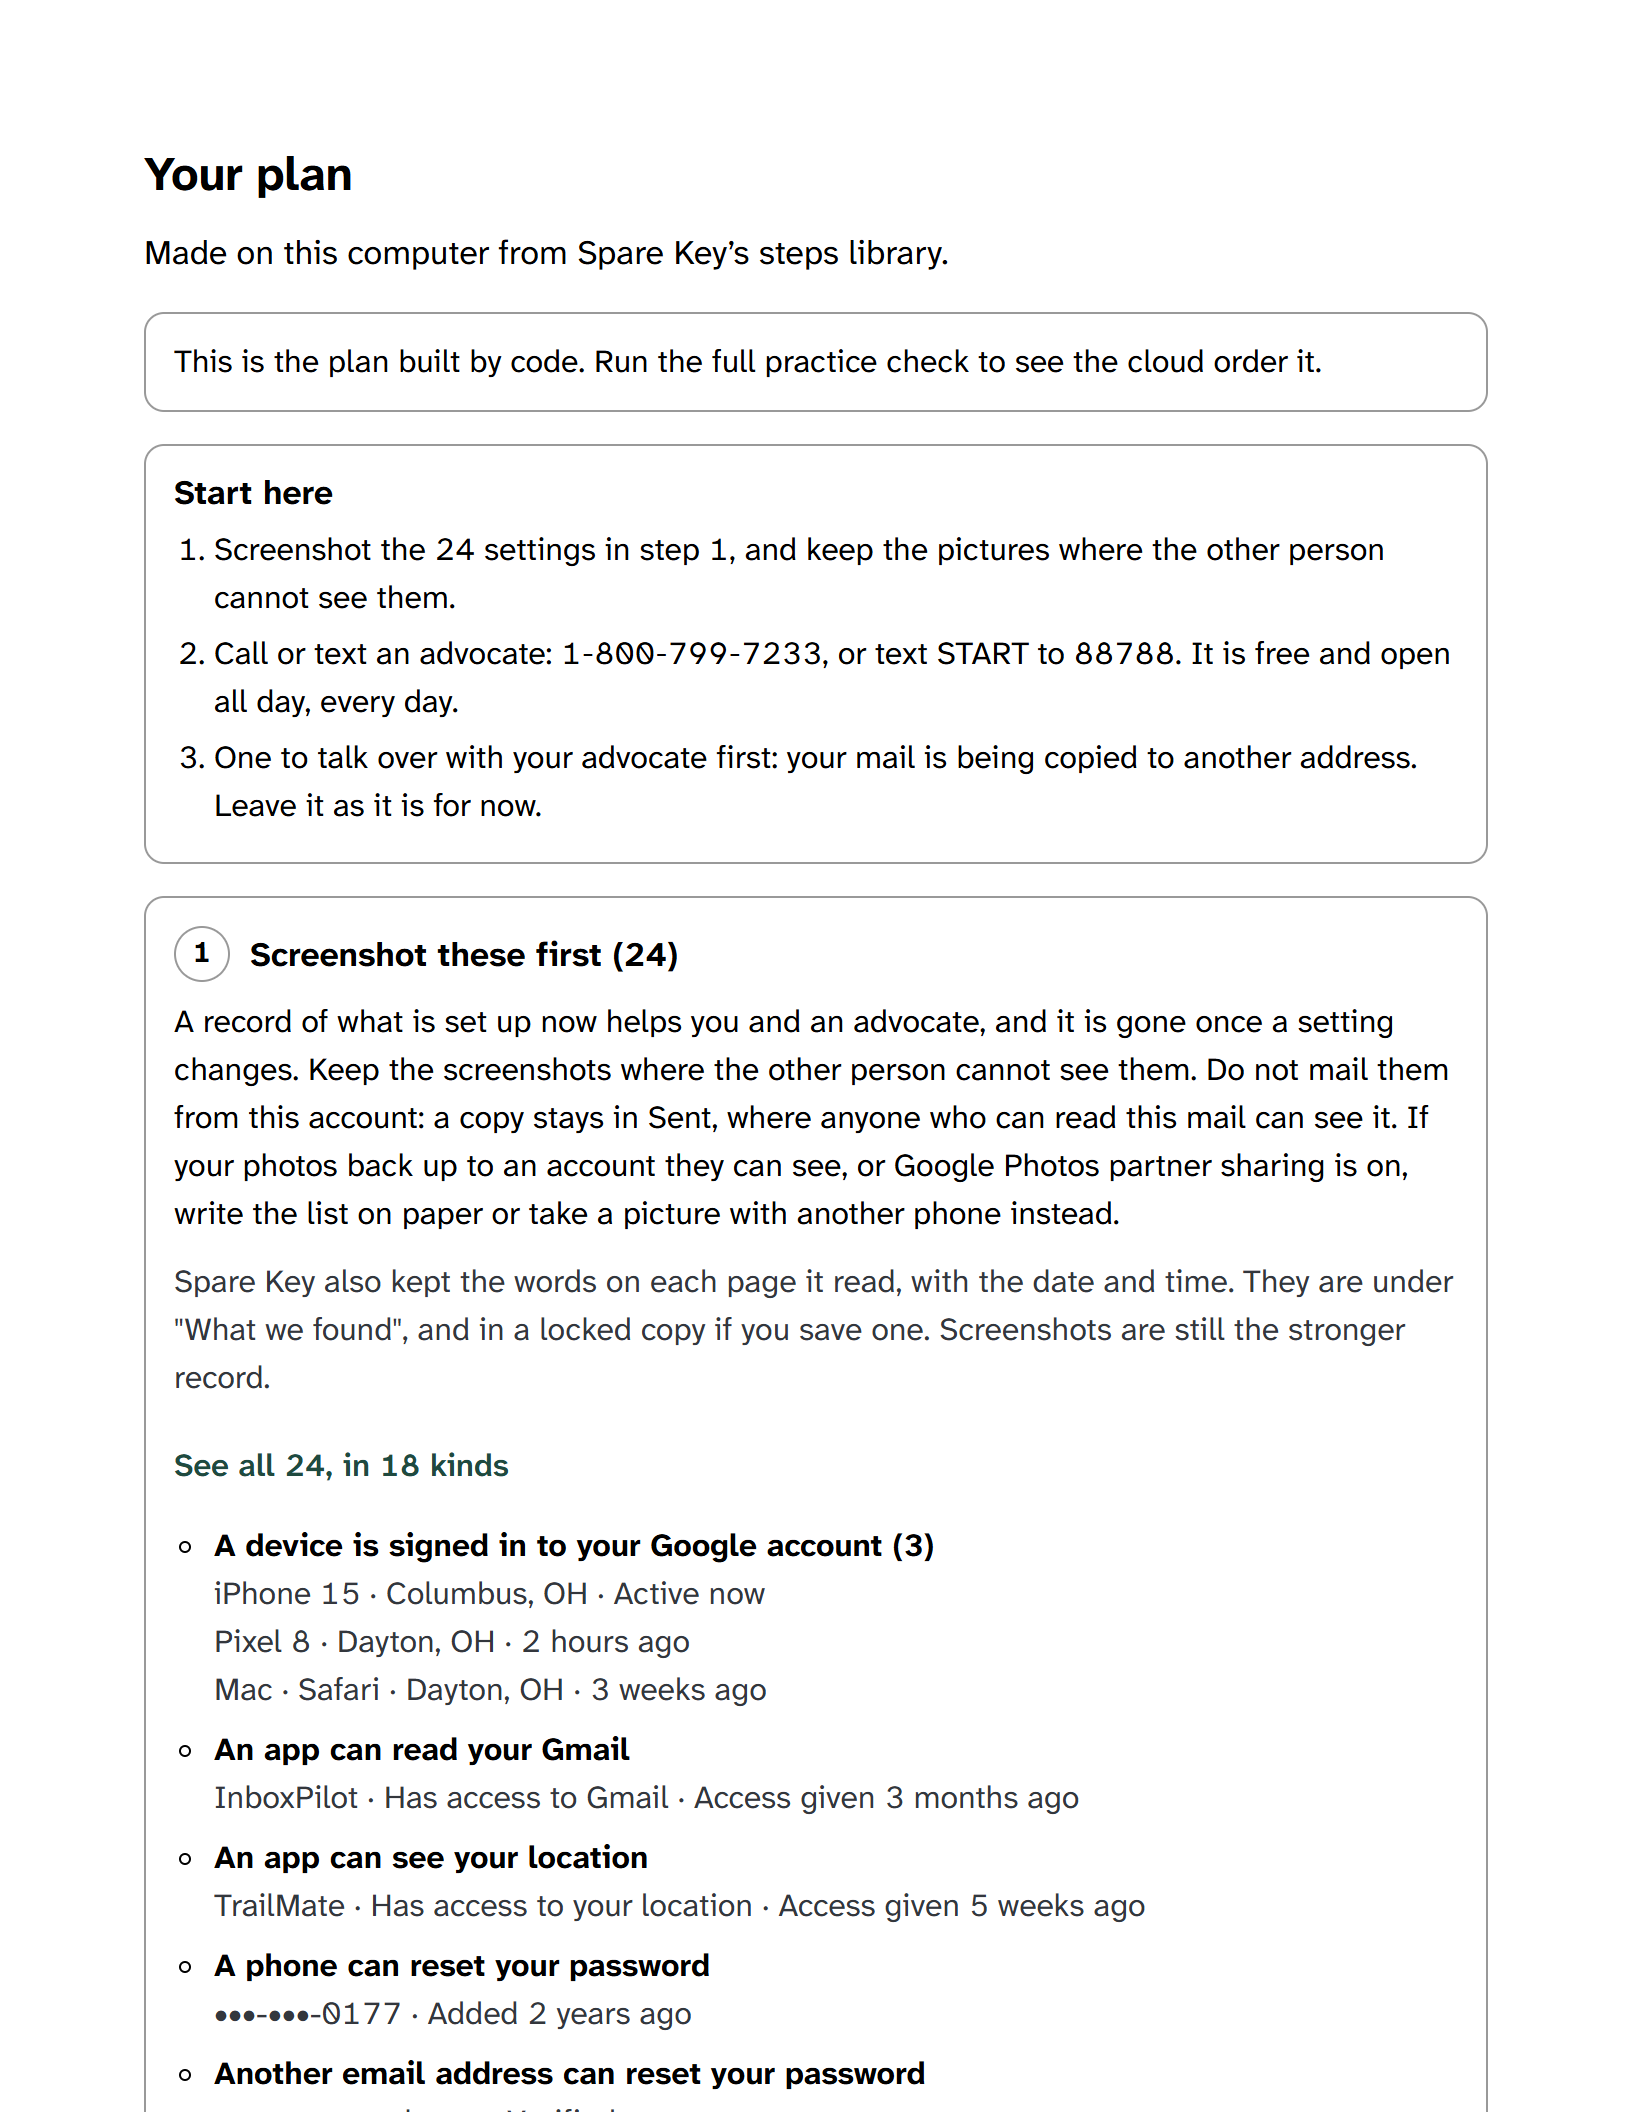 Your plan
Made on this computer from Spare Key’s steps library.
This is the plan built by code. Run the full practice check to see the cloud order it.
Start here
1. Screenshot the 24 settings in step 1, and keep the pictures where the other person
cannot see them.
2. Call or text an advocate: 1-800-799-7233, or text START to 88788. It is free and open
all day, every day.
3. One to talk over with your advocate first: your mail is being copied to another address.
Leave it as it is for now.
1 Screenshot these first (24)
A record of what is set up now helps you and an advocate, and it is gone once a setting
changes. Keep the screenshots where the other person cannot see them. Do not mail them
from this account: a copy stays in Sent, where anyone who can read this mail can see it. If
your photos back up to an account they can see, or Google Photos partner sharing is on,
write the list on paper or take a picture with another phone instead.
Spare Key also kept the words on each page it read, with the date and time. They are under
"What we found", and in a locked copy if you save one. Screenshots are still the stronger
record.
See all 24, in 18 kinds
A device is signed in to your Google account (3)
iPhone 15 · Columbus, OH · Active now
Pixel 8 · Dayton, OH · 2 hours ago
Mac · Safari · Dayton, OH · 3 weeks ago
An app can read your Gmail
InboxPilot · Has access to Gmail · Access given 3 months ago
An app can see your location
TrailMate · Has access to your location · Access given 5 weeks ago
A phone can reset your password
•••-•••-0177 · Added 2 years ago
Another email address can reset your password